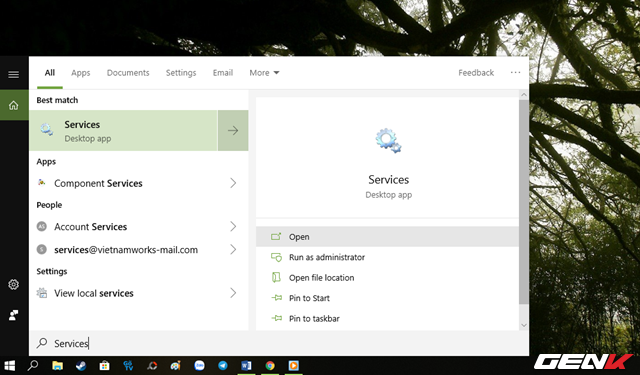 All Apps Documents Settings Email More Feedback ...
Best match
Services
Desktop app
Apps
Component Services
People
AS Account Services
S services@vietnamworks-mail.com
Settings
View local services
Services
Desktop app
Open
Run as administrator
Open file location
Pin to Start
Pin to taskbar
Services
GENK